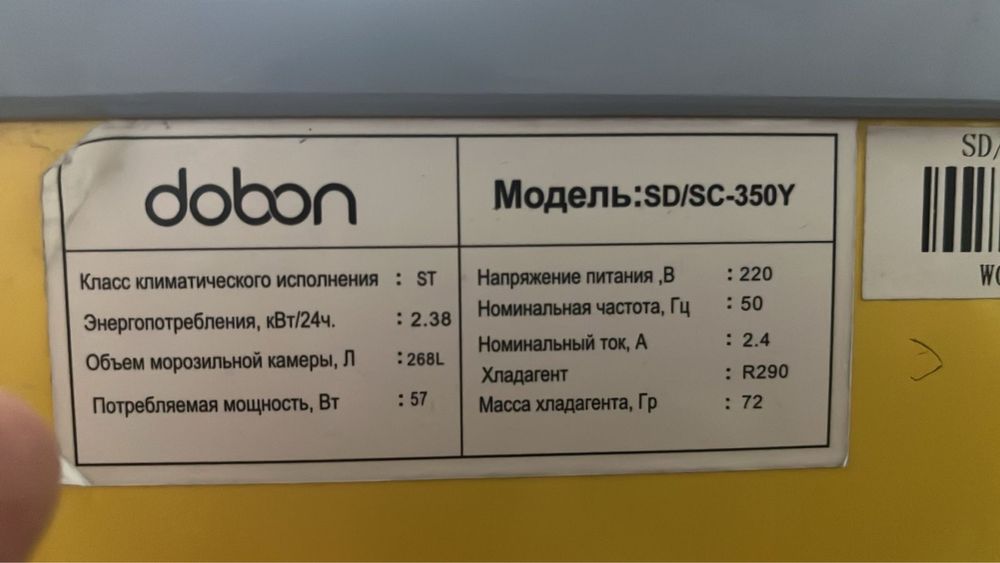 dobon
Модель:SD/SC-350Y
Класс климатического исполнения : ST
Энергопотребления, кВт/24ч. : 2.38
Объем морозильной камеры, Л :268L
Потребляемая мощность, Вт : 57
Напряжение питания ,В : 220
Номинальная частота, Гц : 50
Номинальный ток, А : 2.4
Хладагент : R290
Масса хладагента, Гр : 72
SD/